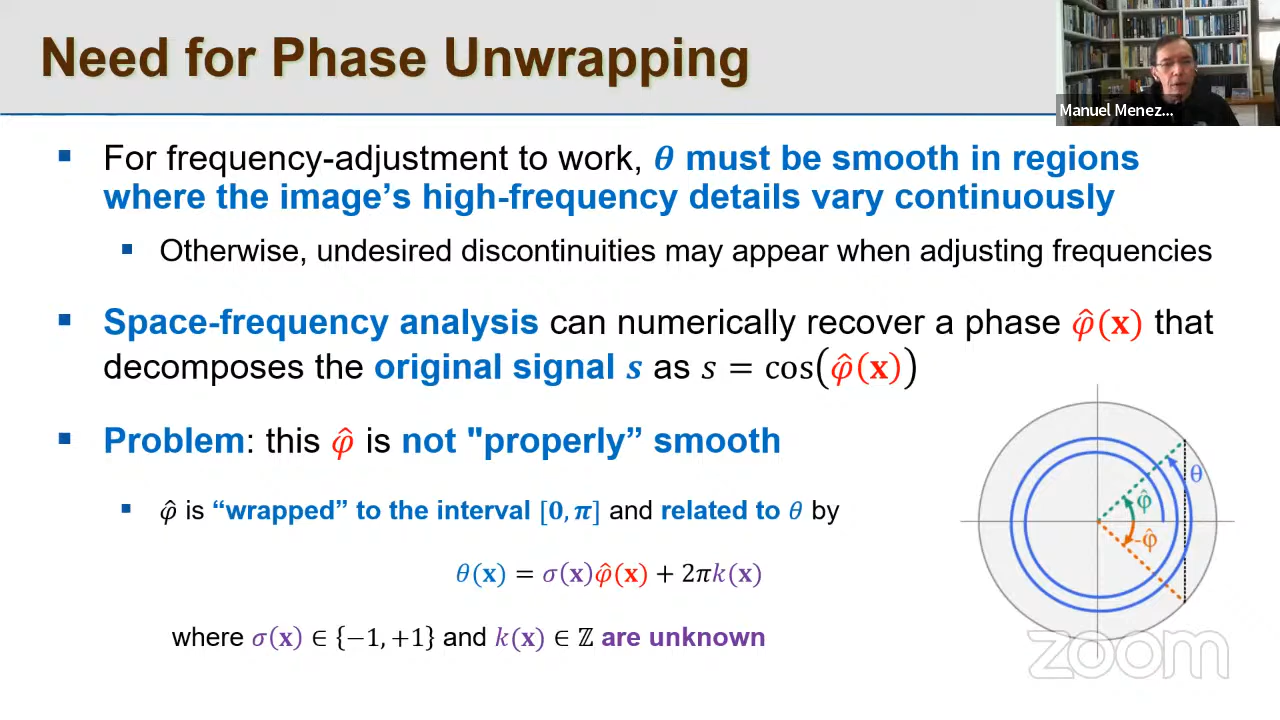 Need for Phase Unwrapping
Manuel Menez...
▪ For frequency-adjustment to work, θ must be smooth in regions
where the image's high-frequency details vary continuously
▪ Otherwise, undesired discontinuities may appear when adjusting frequencies
▪ Space-frequency analysis can numerically recover a phase φ̂(x) that
decomposes the original signal s as s = cos(φ̂(x))
▪ Problem: this φ̂ is not "properly” smooth
▪ φ̂ is “wrapped” to the interval [0, π] and related to θ by
θ(x) = σ(x)φ̂(x) + 2πk(x)
where σ(x) ∈ {−1, +1} and k(x) ∈ ℤ are unknown
θ
φ̂
-φ̂
zoom